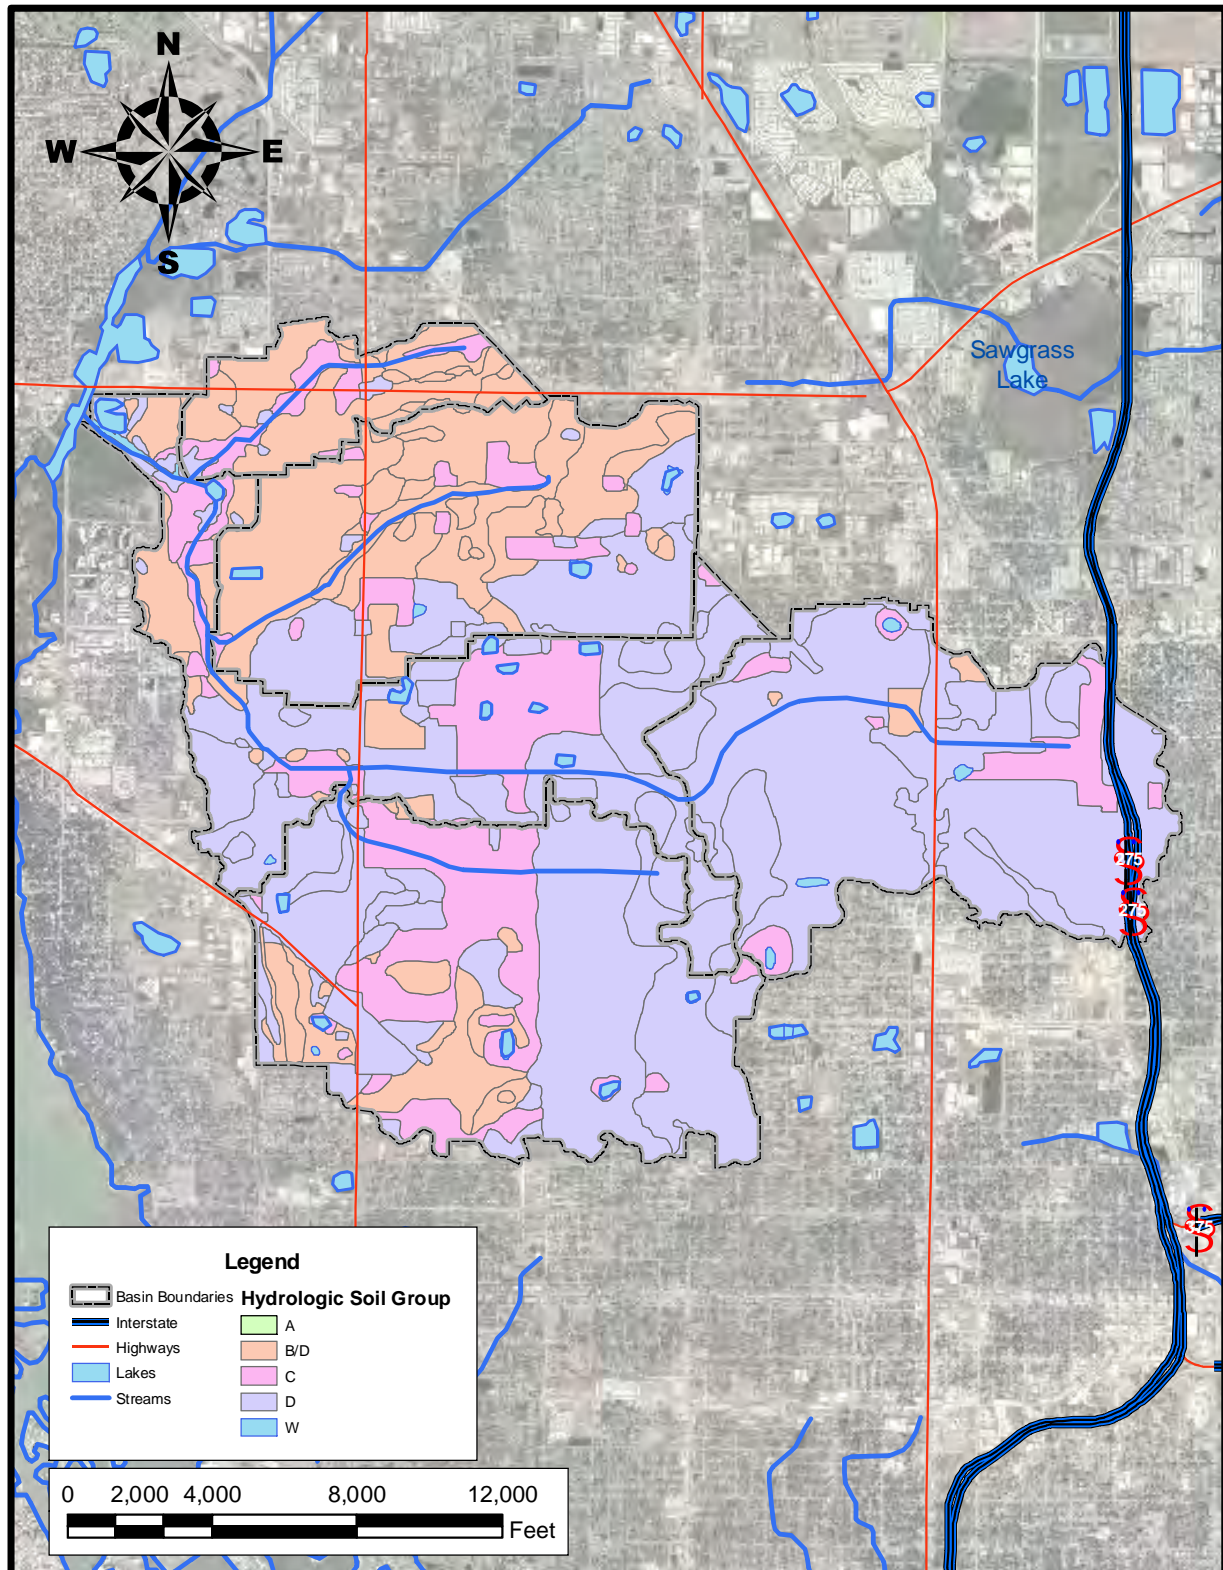 N
W E
S
Sawgrass
Lake
275
275
275
Legend
Basin Boundaries
Interstate
Highways
Lakes
Streams
Hydrologic Soil Group
A
B/D
C
D
W
0 2,000 4,000 8,000 12,000
Feet